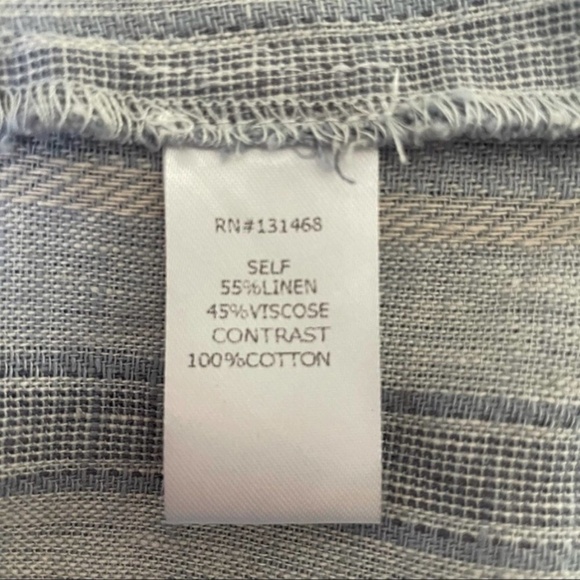 RN#131468
SELF
55%LINEN
45%VISCOSE
CONTRAST
100%COTTON